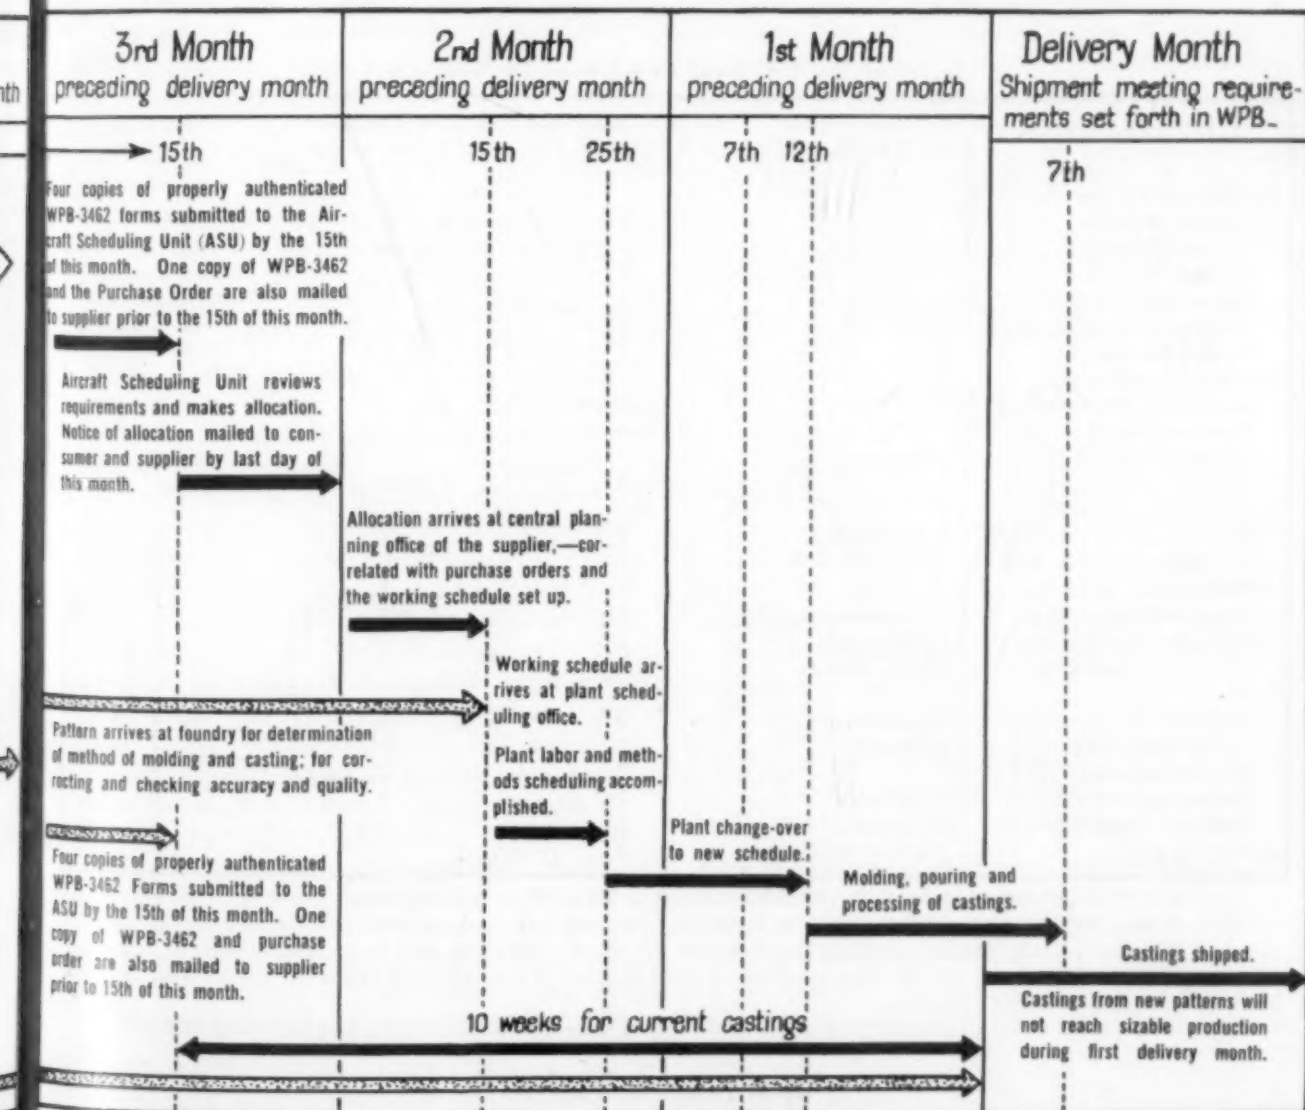 3rd Month
preceding delivery month
2nd Month
preceding delivery month
1st Month
preceding delivery month
Delivery Month
Shipment meeting require-
ments set forth in WPB_
15th
15th
25th
7th
12th
7th
Four copies of properly authenticated
WPB-3462 forms submitted to the Air-
craft Scheduling Unit (ASU) by the 15th
of this month. One copy of WPB-3462
and the Purchase Order are also mailed
to supplier prior to the 15th of this month.
Aircraft Scheduling Unit reviews
requirements and makes allocation.
Notice of allocation mailed to con-
sumer and supplier by last day of
this month.
Allocation arrives at central plan-
ning office of the supplier,—cor-
related with purchase orders and
the working schedule set up.
Working schedule ar-
rives at plant sched-
uling office.
Pattern arrives at foundry for determination
of method of molding and casting; for cor-
recting and checking accuracy and quality.
Plant labor and meth-
ods scheduling accom-
plished.
Plant change-over
to new schedule.
Four copies of properly authenticated
WPB-3462 Forms submitted to the
ASU by the 15th of this month. One
copy of WPB-3462 and purchase
order are also mailed to supplier
prior to 15th of this month.
Molding, pouring and
processing of castings.
Castings shipped.
Castings from new patterns will
not reach sizable production
during first delivery month.
10 weeks for current castings